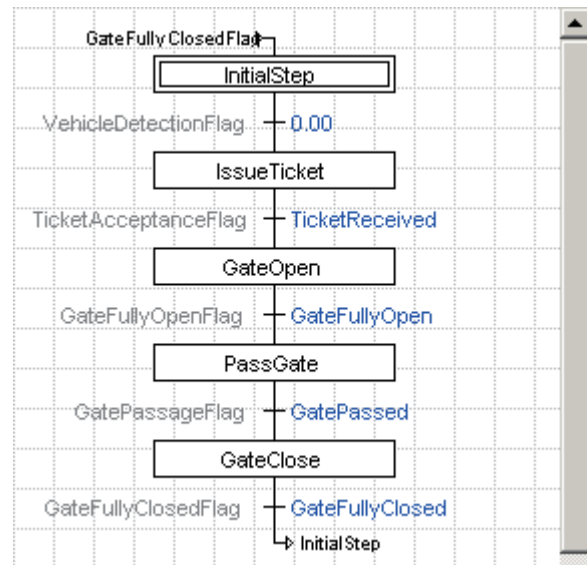 GateFullyClosedFlag
InitialStep
VehicleDetectionFlag 0.00
IssueTicket
TicketAcceptanceFlag TicketReceived
GateOpen
GateFullyOpenFlag GateFullyOpen
PassGate
GatePassageFlag GatePassed
GateClose
GateFullyClosedFlag GateFullyClosed
InitialStep